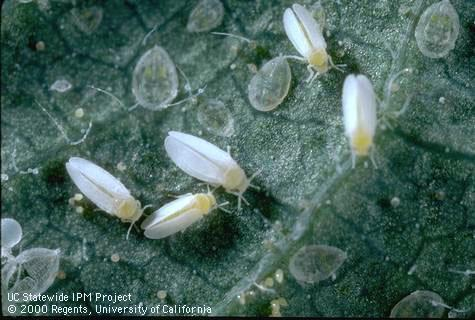 UC Statewide IPM Project
© 2000 Regents, University of California